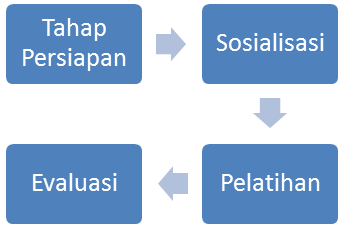 Tahap
Persiapan
Sosialisasi
Pelatihan
Evaluasi